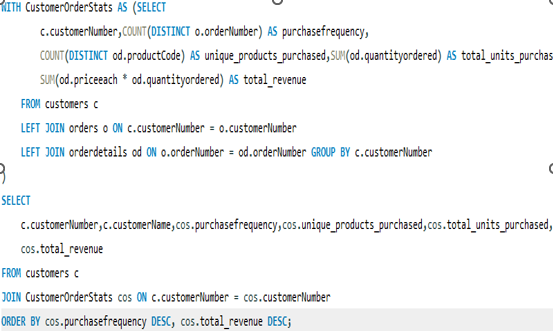 WITH CustomerOrderStats AS (SELECT
c.customerNumber,COUNT(DISTINCT o.orderNumber) AS purchasefrequency,
COUNT(DISTINCT od.productCode) AS unique_products_purchased,SUM(od.quantityordered) AS total_units_purchas
SUM(od.priceeach * od.quantityordered) AS total_revenue
FROM customers c
LEFT JOIN orders o ON c.customerNumber = o.customerNumber
LEFT JOIN orderdetails od ON o.orderNumber = od.orderNumber GROUP BY c.customerNumber
)
SELECT
c.customerNumber,c.customerName,cos.purchasefrequency,cos.unique_products_purchased,cos.total_units_purchased,
cos.total_revenue
FROM customers c
JOIN CustomerOrderStats cos ON c.customerNumber = cos.customerNumber
ORDER BY cos.purchasefrequency DESC, cos.total_revenue DESC;